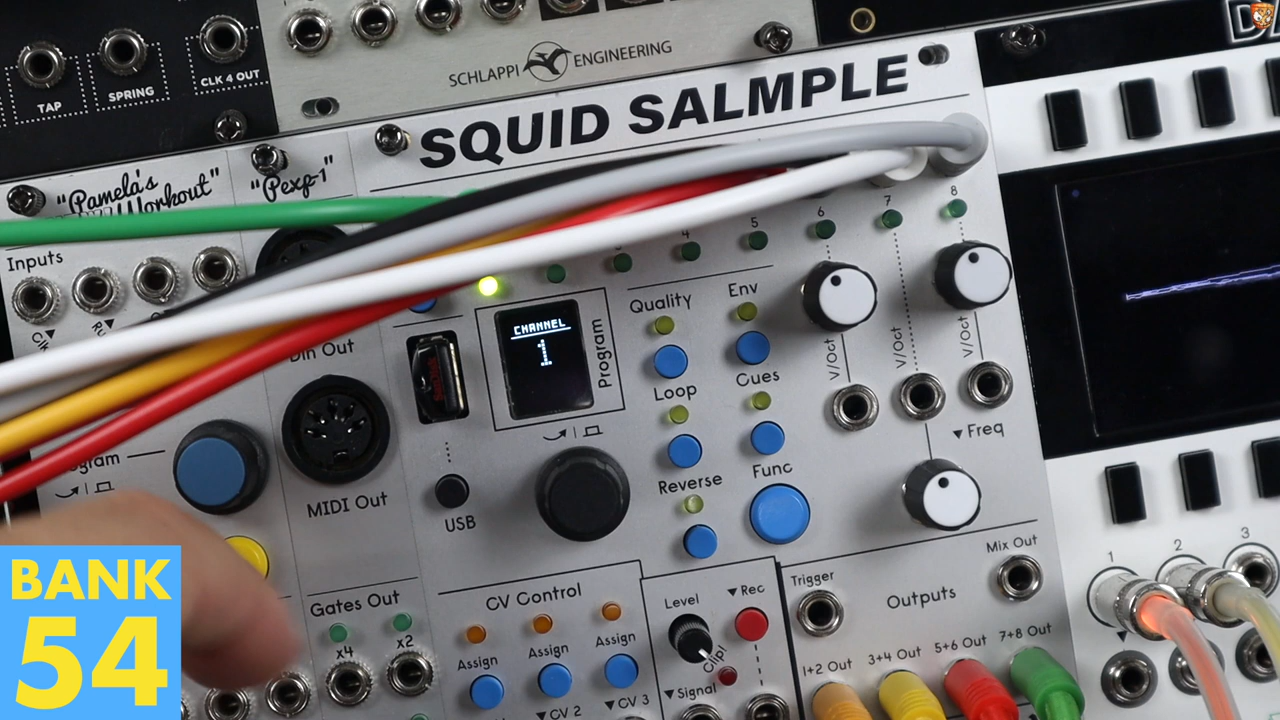 TAP
SPRING
CLK 4 OUT
SCHLAPPI ENGINEERING
SQUID SALMPLE
"Pamela's
Workout"
"Pexp-1"
Inputs
Din Out
MIDI Out
Gates Out
x4
x2
CHANNEL
1
Program
USB
4
5
6
7
8
Quality
Env
Loop
Cues
Reverse
Func
V/Oct
V/Oct
V/Oct
▼Freq
CV Control
Assign
Assign
Assign
▼CV 2
▼CV 3
Level
▼Rec
Clip!
▼Signal
Trigger
Outputs
Mix Out
1+2 Out
3+4 Out
5+6 Out
7+8 Out
1
2
3
BANK
54